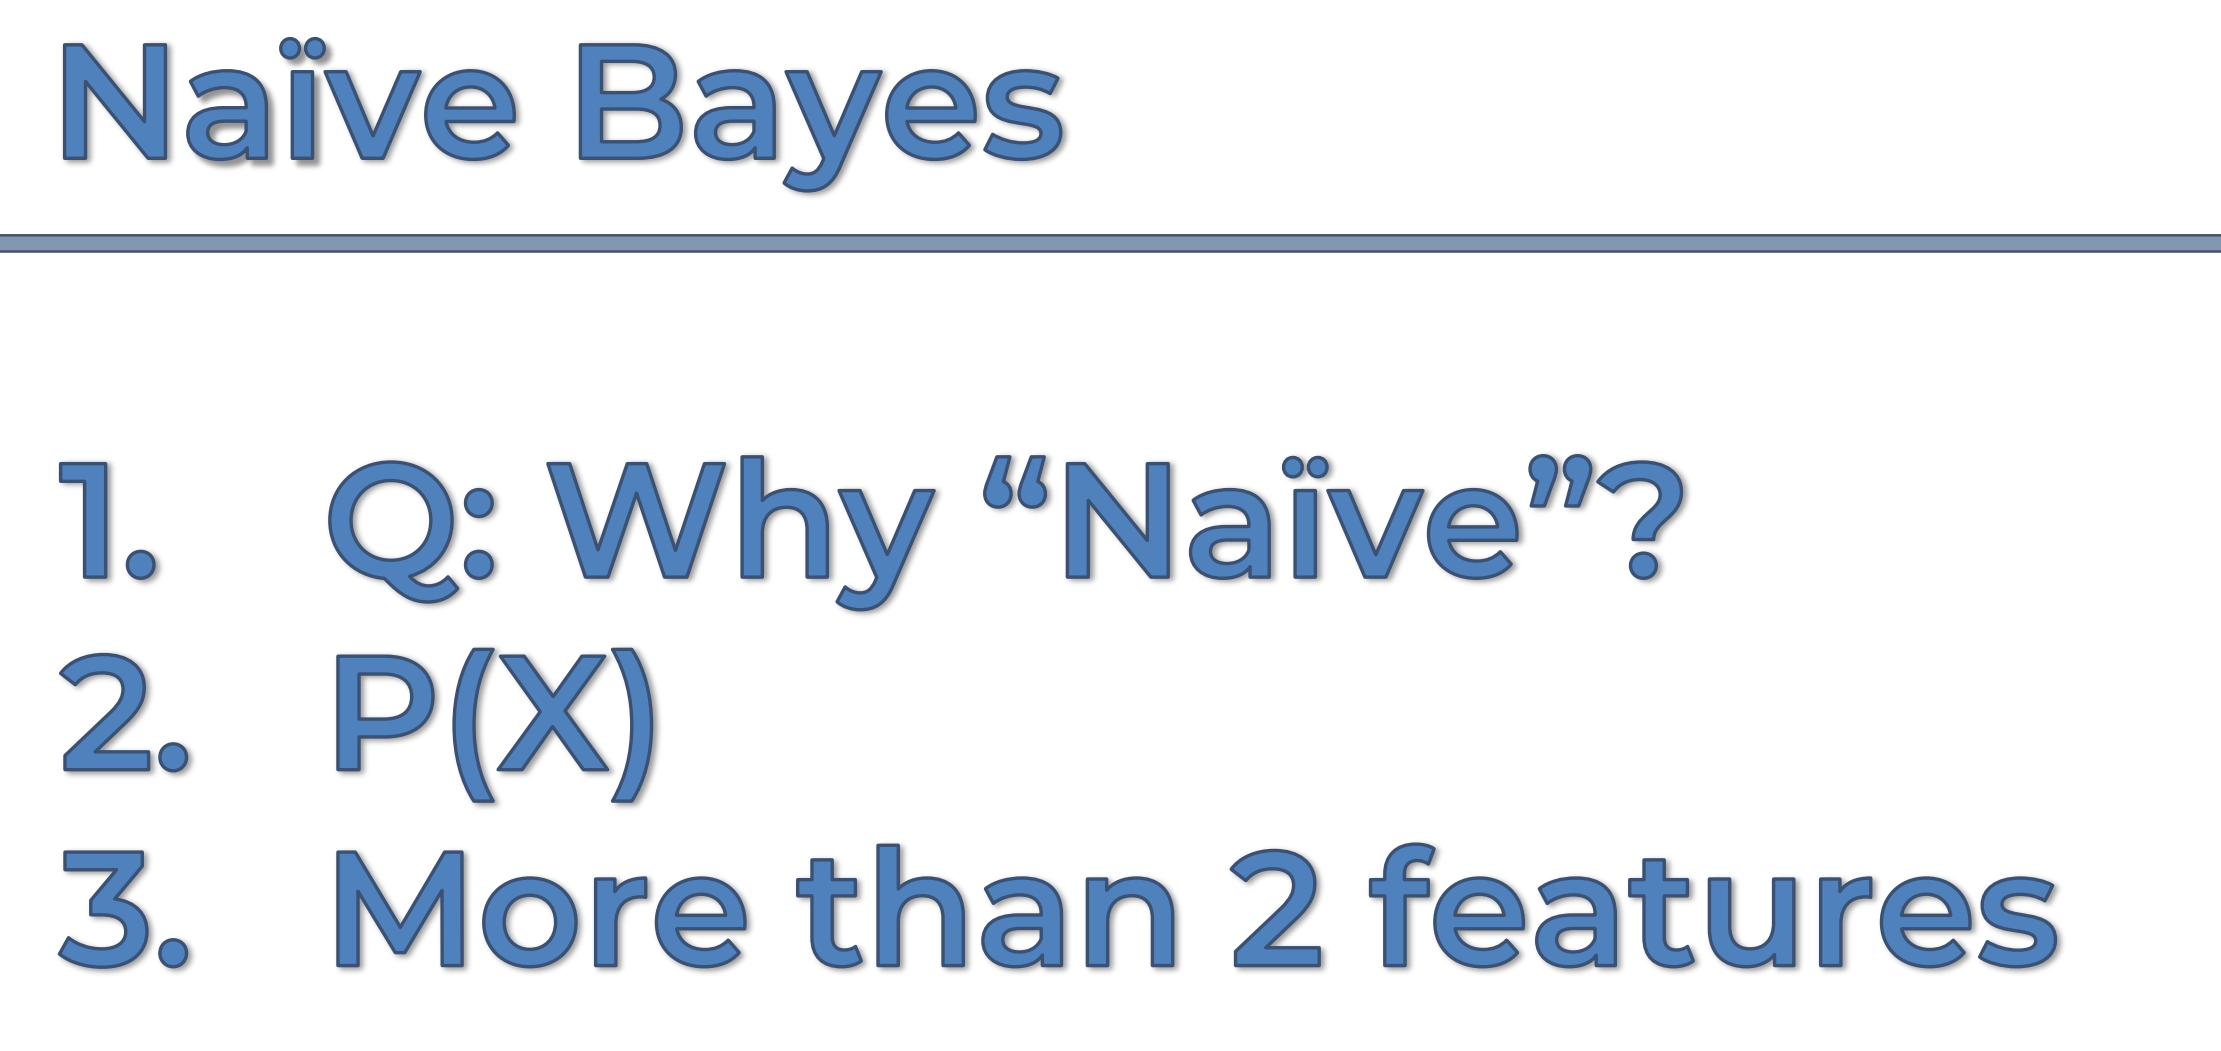 Naïve Bayes
1. Q: Why “Naïve”?
2. P(X)
3. More than 2 features